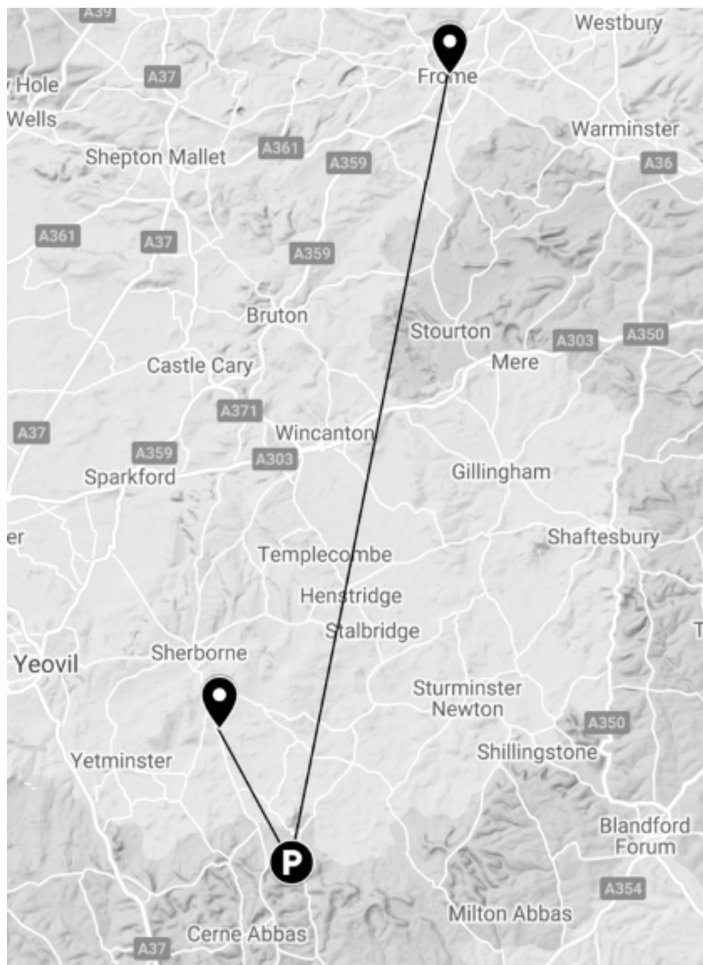 A39
Westbury
Frome
A37
Hole
Wells
Warminster
A361
Shepton Mallet
A359
A36
A361
A37
A359
Bruton
Stourton
A303
A350
Castle Cary
Mere
A371
A37
Wincanton
A359
A303
Sparkford
Gillingham
er
Templecombe
Shaftesbury
Henstridge
Stalbridge
T
Sherborne
Yeovil
Sturminster
Newton
A350
Yetminster
Shillingstone
Blandford
Forum
P
A354
Milton Abbas
Cerne Abbas
A37